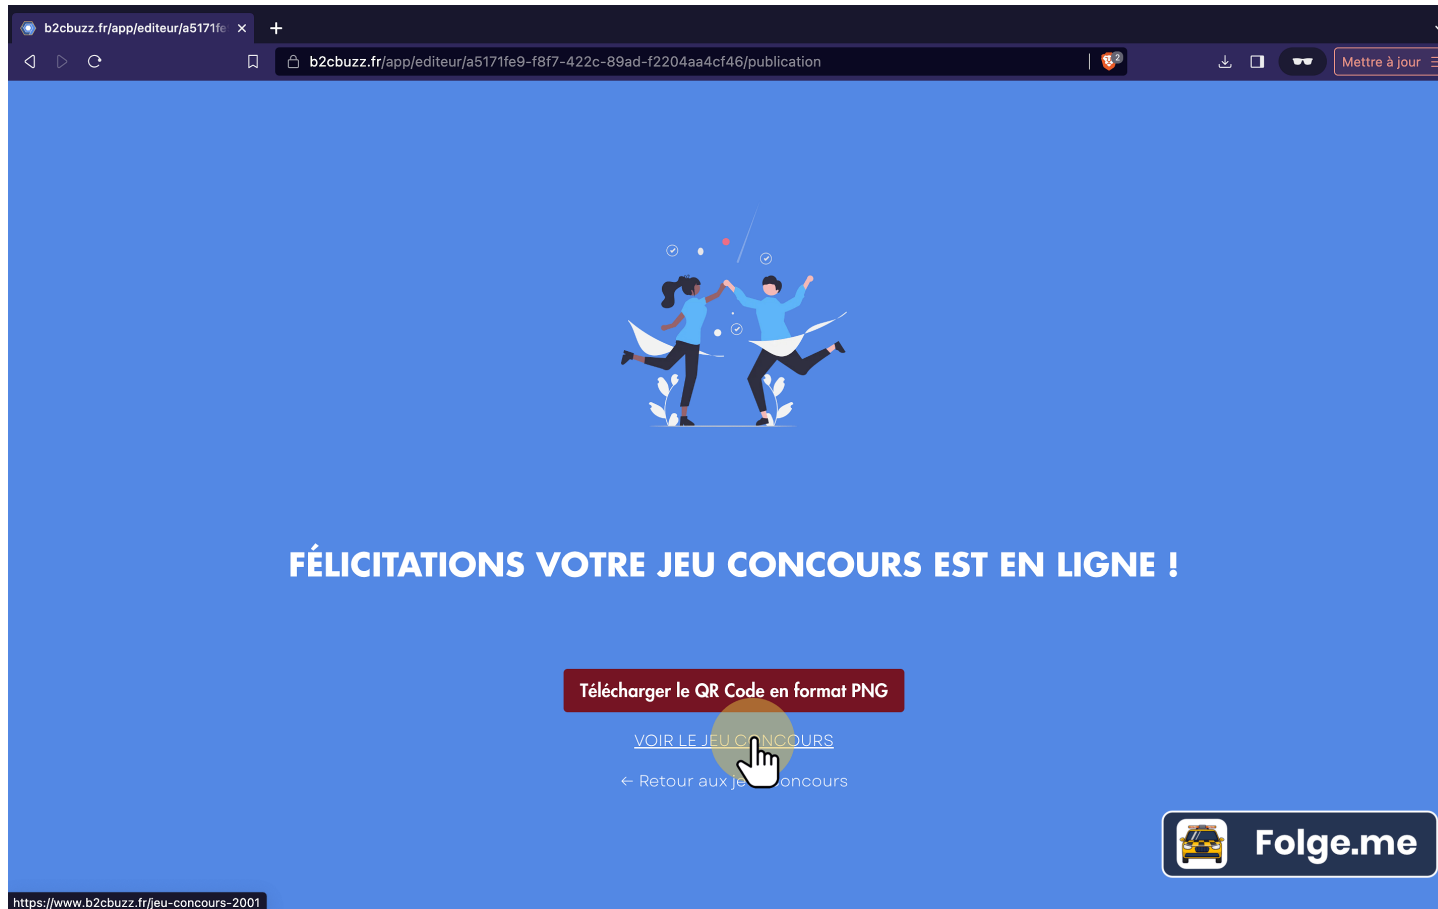 b2cbuzz.fr/app/editeur/a5171fe
b2cbuzz.fr/app/editeur/a5171fe9-f8f7-422c-89ad-f2204aa4cf46/publication
2
Mettre à jour
FÉLICITATIONS VOTRE JEU CONCOURS EST EN LIGNE !
Télécharger le QR Code en format PNG
VOIR LE JEU CONCOURS
← Retour aux jeux concours
Folge.me
https://www.b2cbuzz.fr/jeu-concours-2001